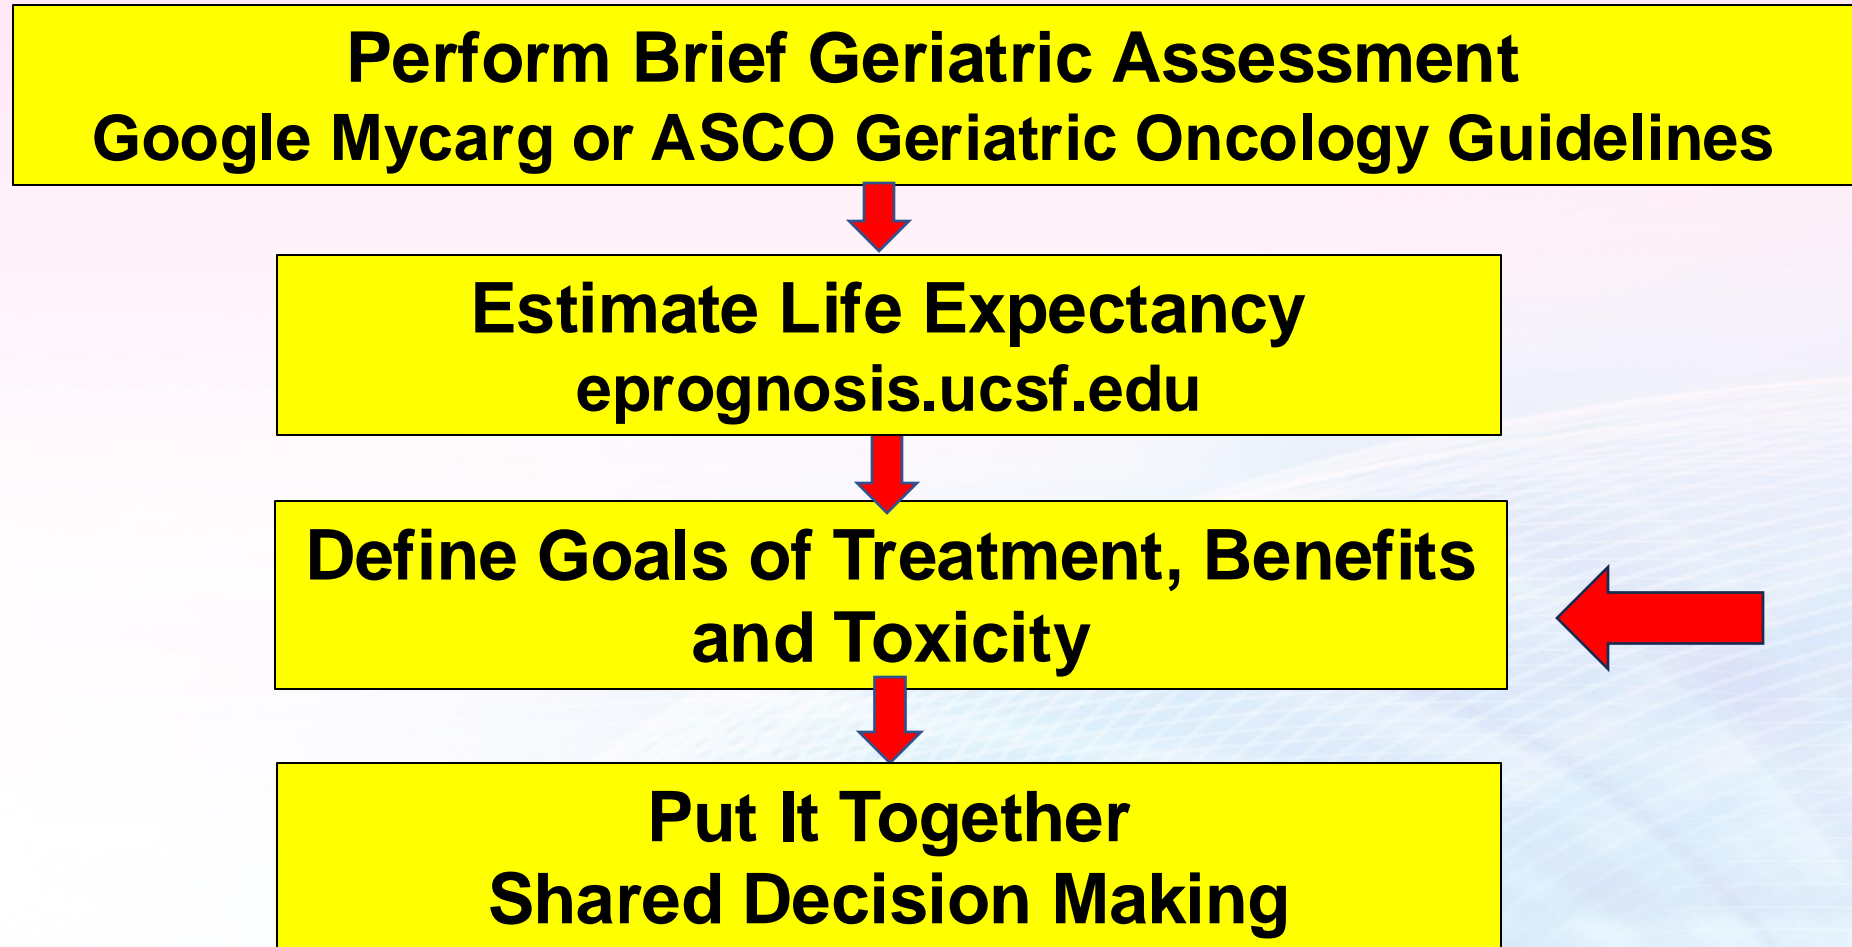 Perform Brief Geriatric Assessment
Google Mycarg or ASCO Geriatric Oncology Guidelines
Estimate Life Expectancy
eprognosis.ucsf.edu
Define Goals of Treatment, Benefits
and Toxicity
Put It Together
Shared Decision Making